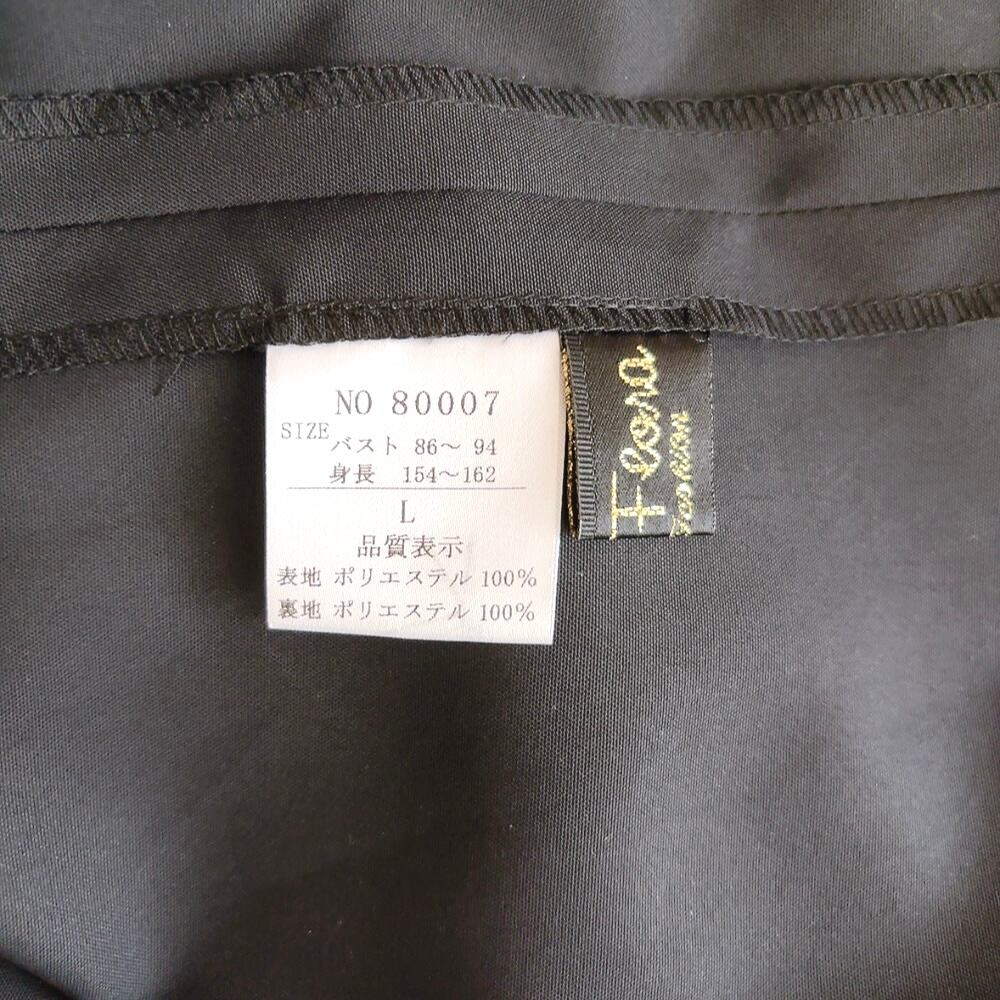 NO 80007
SIZE
バスト 86～94
身長 154～162
L
品質表示
表地 ポリエステル 100%
裏地 ポリエステル 100%
Flora